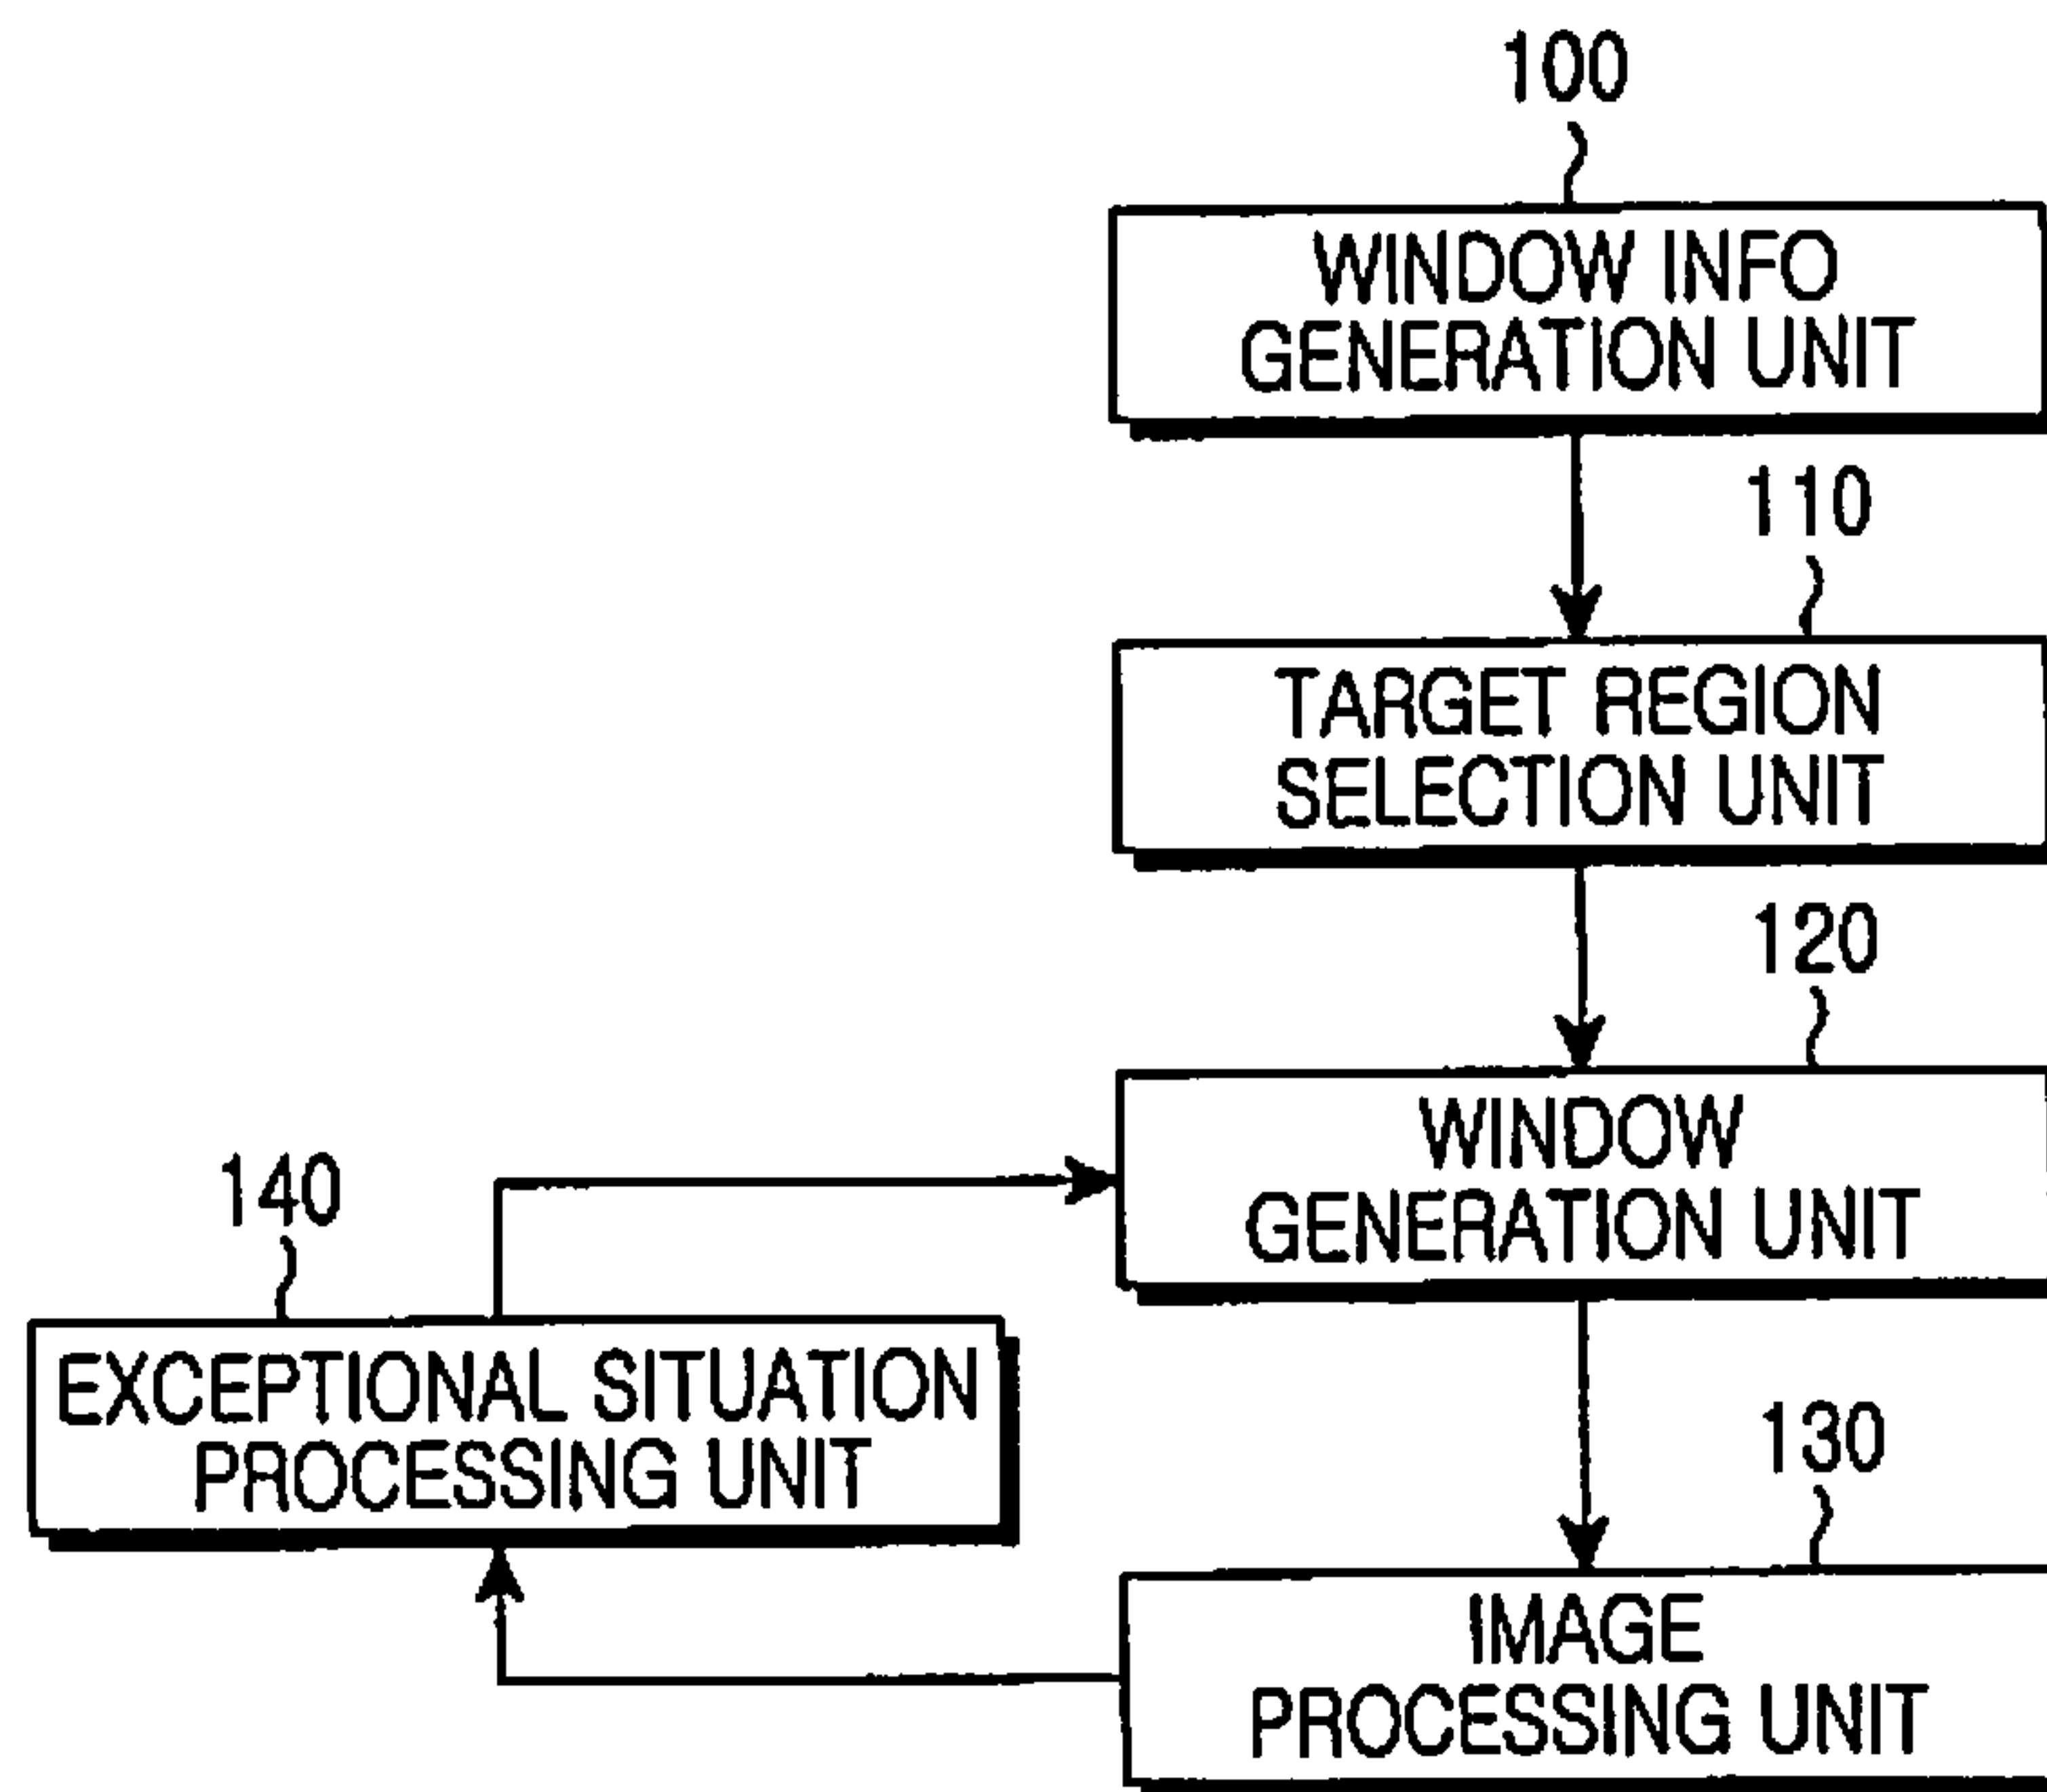 100
WINDOW INFO
GENERATION UNIT
110
TARGET REGION
SELECTION UNIT
120
WINDOW
GENERATION UNIT
140
EXCEPTIONAL SITUATION
PROCESSING UNIT
130
IMAGE
PROCESSING UNIT